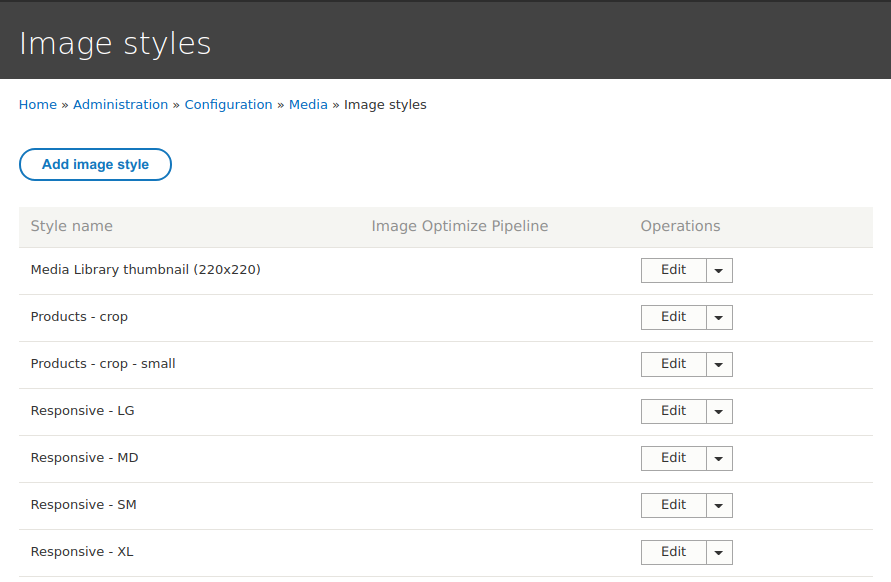 Image styles
Home » Administration » Configuration » Media » Image styles
Add image style
Style name Image Optimize Pipeline Operations
Media Library thumbnail (220x220) Edit
Products - crop Edit
Products - crop - small Edit
Responsive - LG Edit
Responsive - MD Edit
Responsive - SM Edit
Responsive - XL Edit